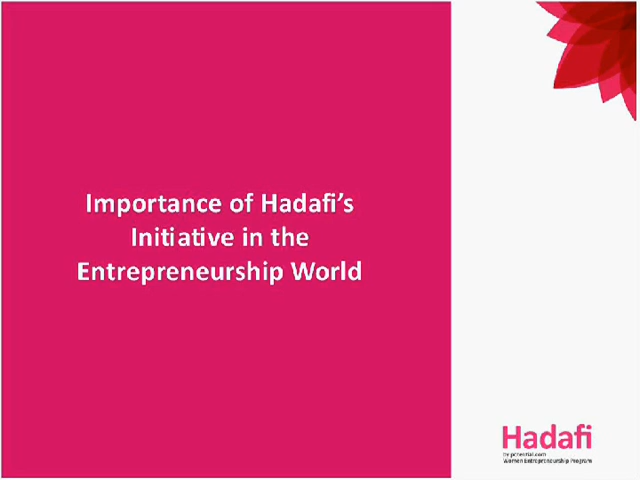 Importance of Hadafi's
Initiative in the
Entrepreneurship World
Hadafi
Women Entrepreneurship Program